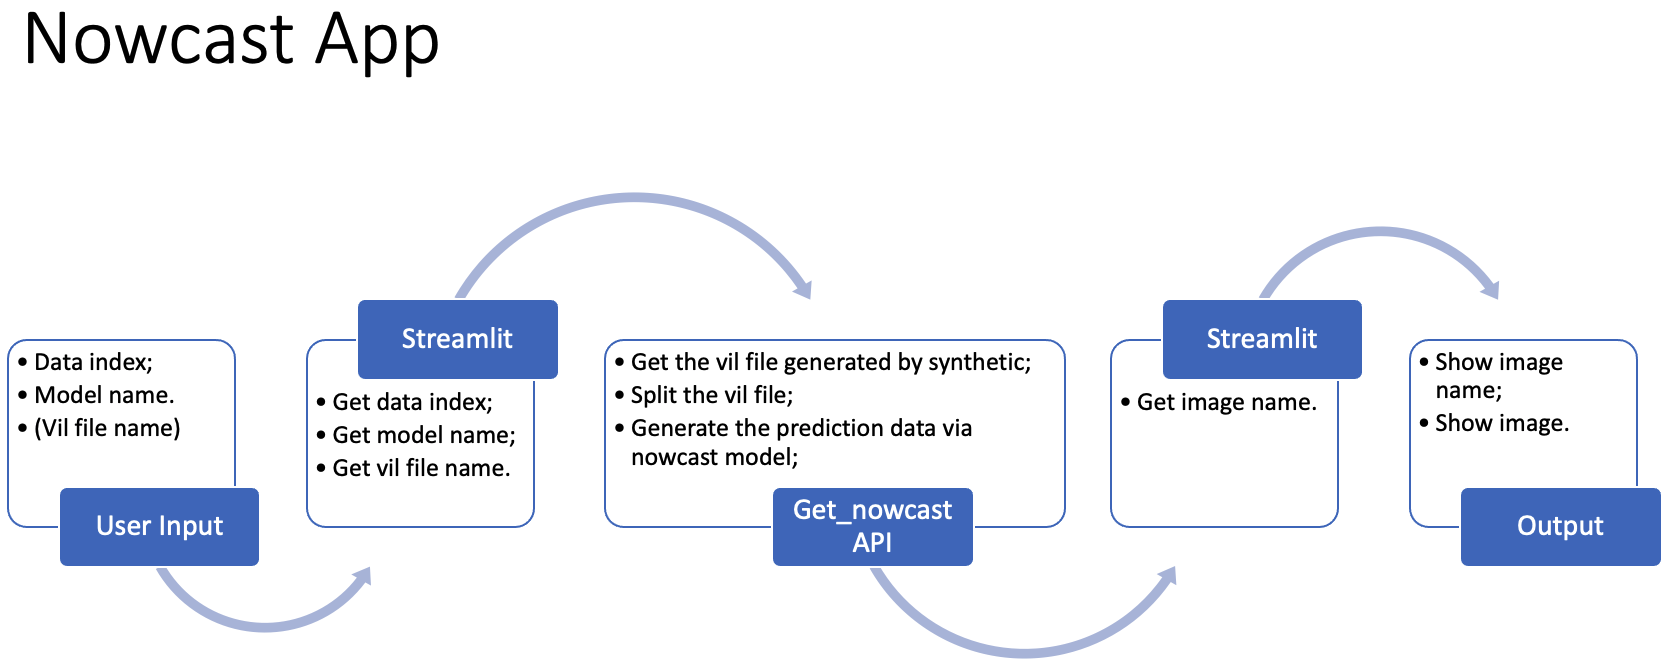 Nowcast App
• Data index;
• Model name.
• (Vil file name)
User Input
Streamlit
• Get data index;
• Get model name;
• Get vil file name.
• Get the vil file generated by synthetic;
• Split the vil file;
• Generate the prediction data via
nowcast model;
Get_nowcast
API
Streamlit
• Get image name.
• Show image
name;
• Show image.
Output